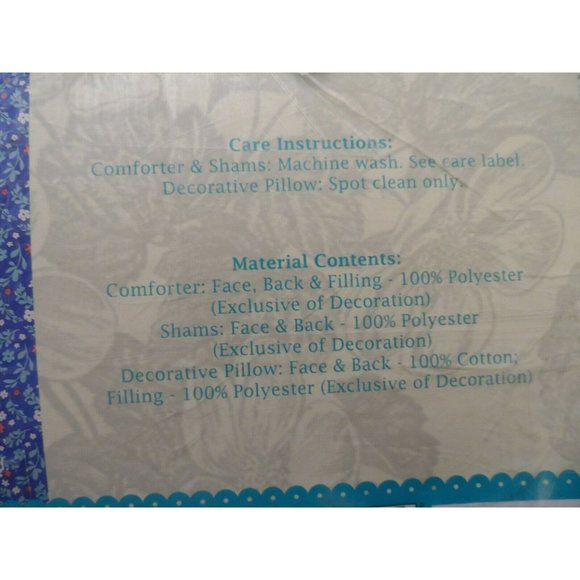 Care Instructions:
Comforter & Shams: Machine wash. See care label.
Decorative Pillow: Spot clean only.
Material Contents:
Comforter: Face, Back & Filling - 100% Polyester
(Exclusive of Decoration)
Shams: Face & Back - 100% Polyester
(Exclusive of Decoration)
Decorative Pillow: Face & Back - 100% Cotton;
Filling - 100% Polyester (Exclusive of Decoration)